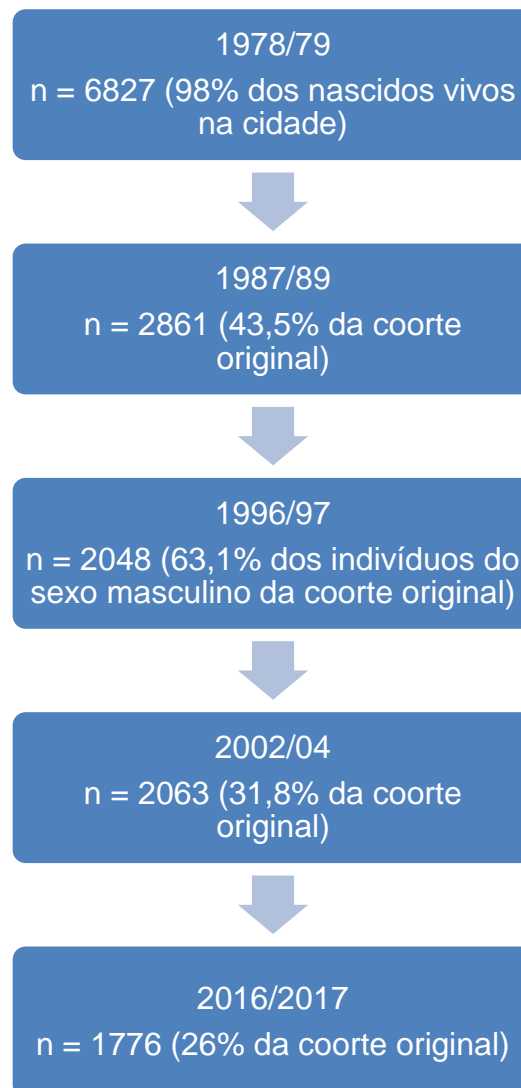 1978/79
n = 6827 (98% dos nascidos vivos
na cidade)
1987/89
n = 2861 (43,5% da coorte
original)
1996/97
n = 2048 (63,1% dos indivíduos do
sexo masculino da coorte original)
2002/04
n = 2063 (31,8% da coorte
original)
2016/2017
n = 1776 (26% da coorte original)